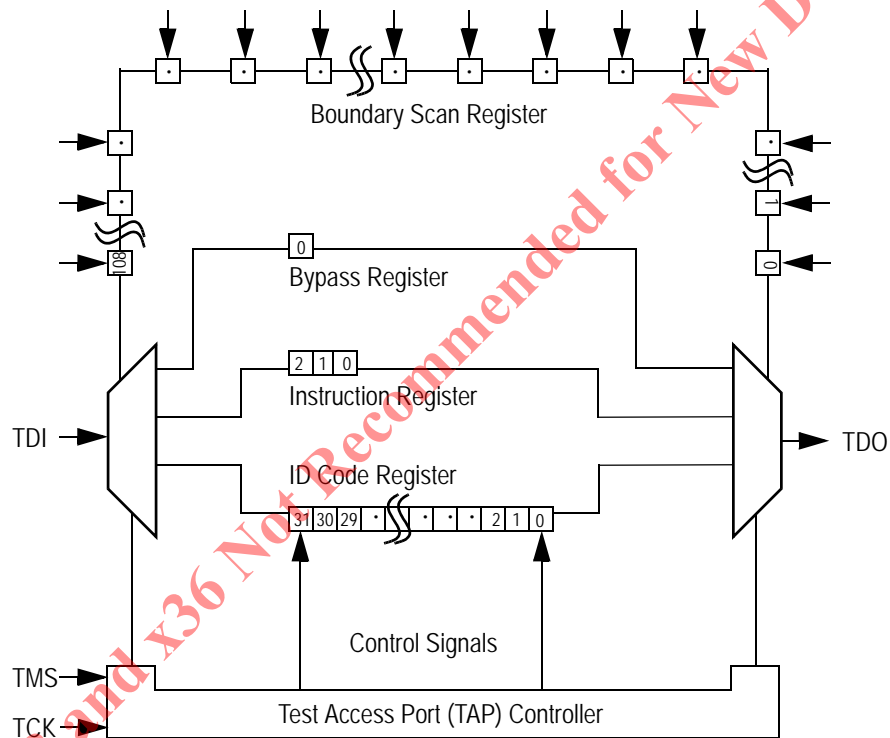 · · · · · · · ·
Boundary Scan Register
· ·
· 1
108 0
0
Bypass Register
2 1 0
Instruction Register
TDI TDO
ID Code Register
31 30 29 · · · · 2 1 0
Control Signals
TMS
Test Access Port (TAP) Controller
TCK
and x36 Not Recommended for New D